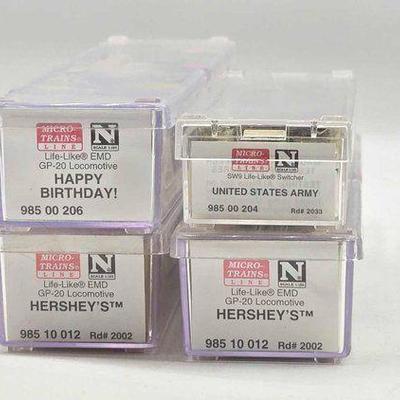 MICRO-
TRAINS®
LINE
N
SCALE 1:160
Life-Like® EMD
GP-20 Locomotive
HAPPY
BIRTHDAY!
985 00 206
MICRO-
TRAINS
LINE
N
SCALE 1:160
SW9 Life-Like® Switcher
UNITED STATES ARMY
985 00 204 Rd# 2033
MICRO-
TRAINS®
LINE
N
SCALE 1:160
Life-Like® EMD
GP-20 Locomotive
HERSHEY'S™
985 10 012 Rd# 2002
MICRO-
TRAINS®
LINE
N
SCALE 1:160
Life-Like® EMD
GP-20 Locomotive
HERSHEY'S™
985 10 012 Rd# 2002